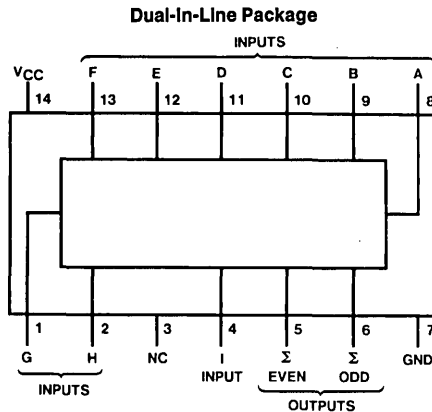 Dual-In-Line Package
INPUTS
VCC F E D C B A
14 13 12 11 10 9 8
1 2 3 4 5 6 7
G H NC I Σ Σ GND
INPUT EVEN ODD
INPUTS OUTPUTS